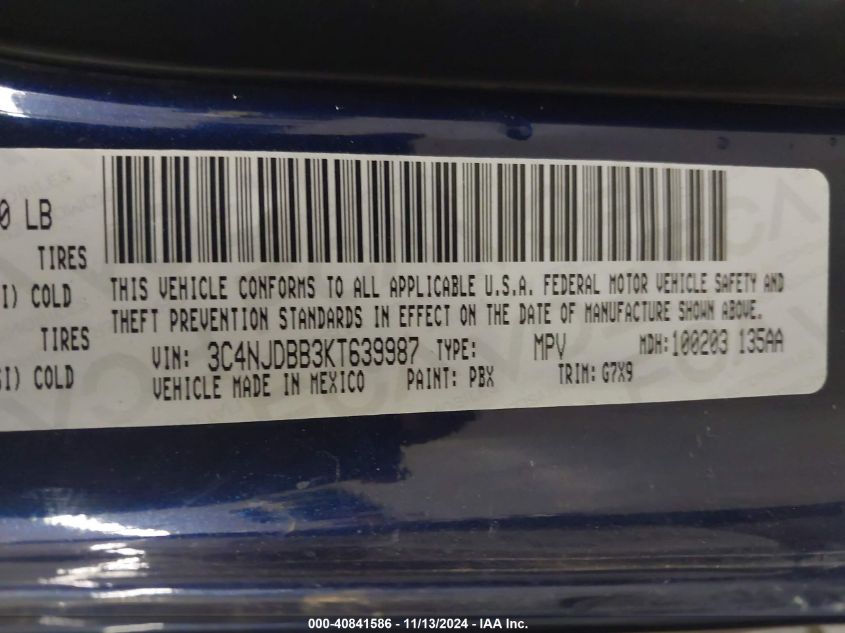 0 LB
TIRES
SI) COLD
TIRES
SI) COLD
THIS VEHICLE CONFORMS TO ALL APPLICABLE U.S.A. FEDERAL MOTOR VEHICLE SAFETY AND
THEFT PREVENTION STANDARDS IN EFFECT ON THE DATE OF MANUFACTURE SHOWN ABOVE.
VIN: 3C4NJDBB3KT639987 TYPE: MPV MDH:100203 135AA
VEHICLE MADE IN MEXICO PAINT: PBX TRIM: G7X9
000-40841586 - 11/13/2024 - IAA Inc.